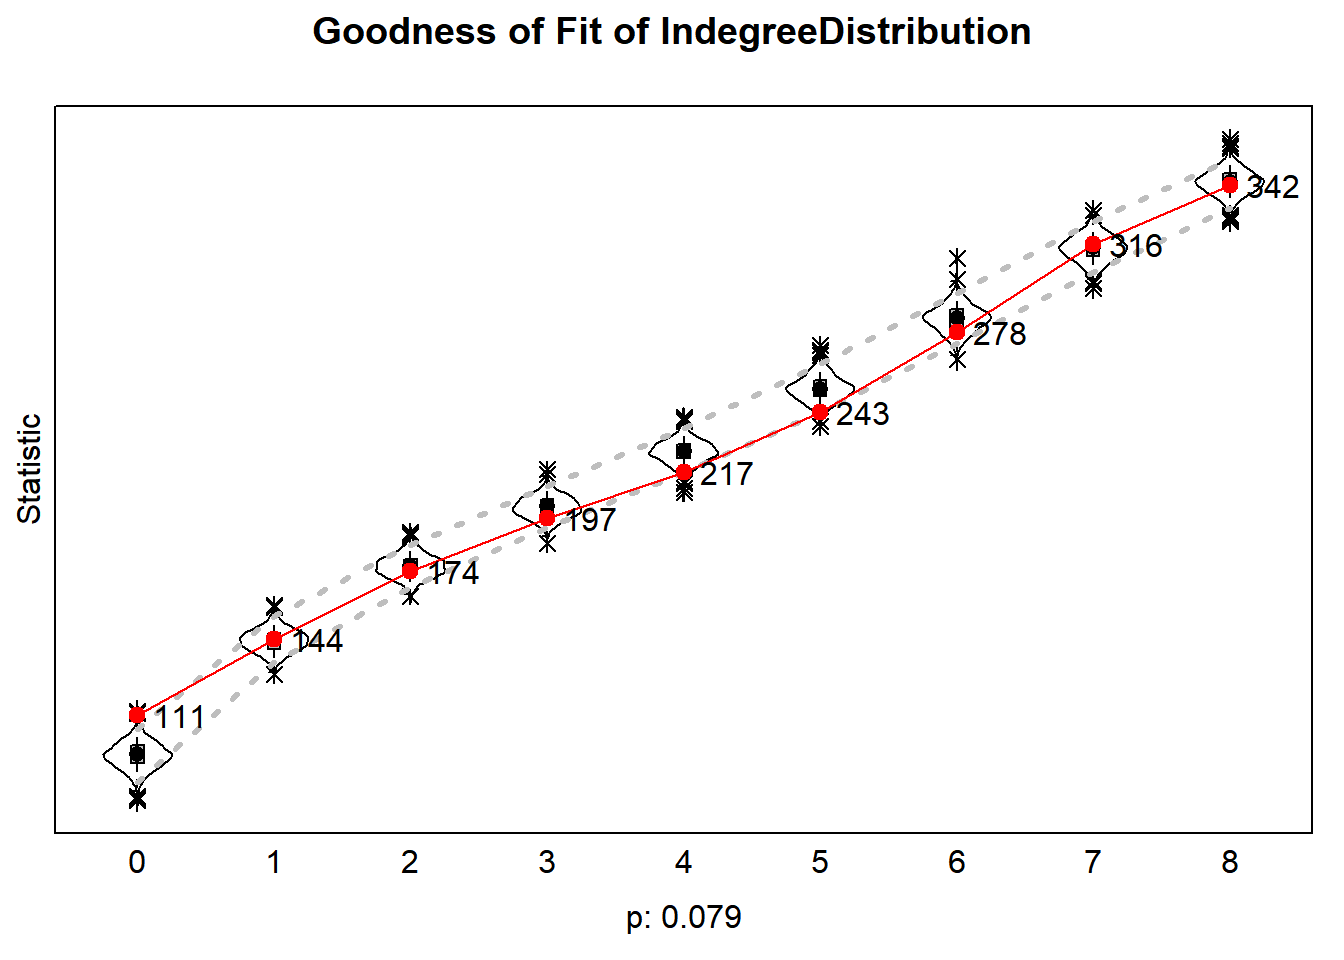 Goodness of Fit of IndegreeDistribution
Statistic
111
144
174
197
217
243
278
316
342
0 1 2 3 4 5 6 7 8
p: 0.079